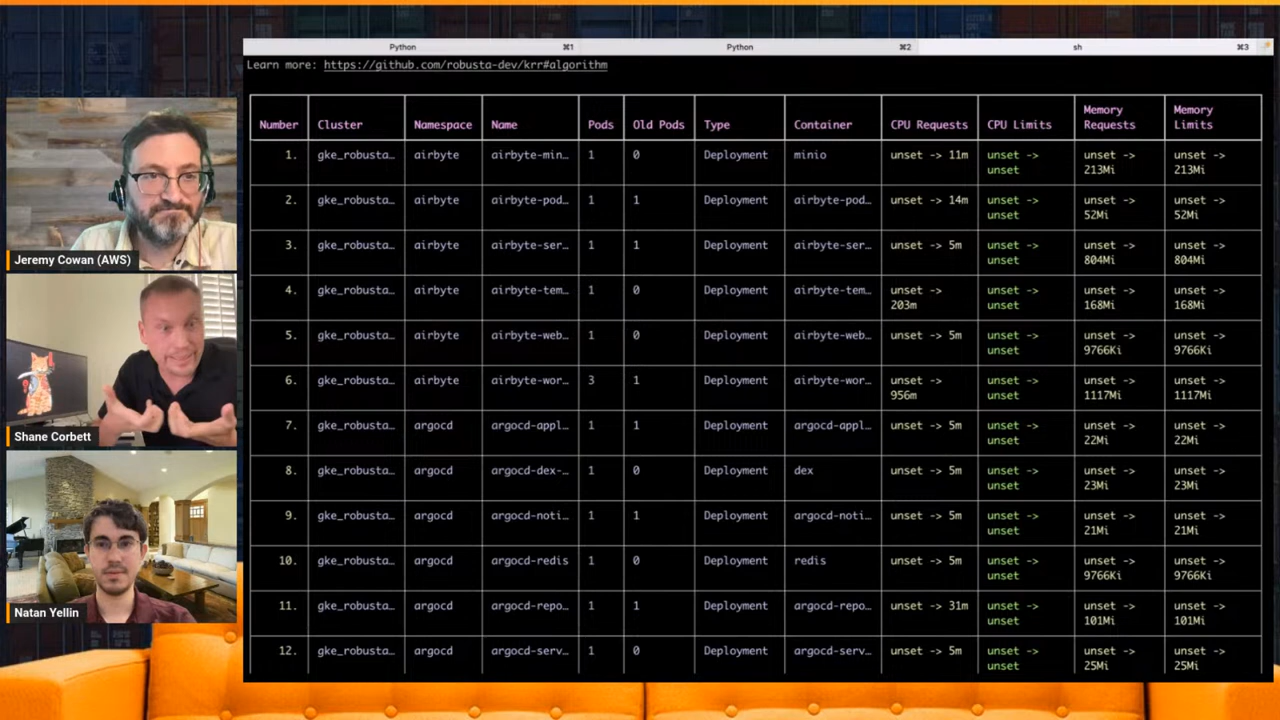 Python ⌘1 Python ⌘2 sh ⌘3
Learn more: https://github.com/robusta-dev/krr#algorithm
Number Cluster Namespace Name Pods Old Pods Type Container CPU Requests CPU Limits Memory Requests Memory Limits
1. gke_robusta… airbyte airbyte-min… 1 0 Deployment minio unset -> 11m unset -> unset unset -> 213Mi unset -> 213Mi
2. gke_robusta… airbyte airbyte-pod… 1 1 Deployment airbyte-pod… unset -> 14m unset -> unset unset -> 52Mi unset -> 52Mi
3. gke_robusta… airbyte airbyte-ser… 1 1 Deployment airbyte-ser… unset -> 5m unset -> unset unset -> 804Mi unset -> 804Mi
4. gke_robusta… airbyte airbyte-tem… 1 0 Deployment airbyte-tem… unset -> 203m unset -> unset unset -> 168Mi unset -> 168Mi
5. gke_robusta… airbyte airbyte-web… 1 0 Deployment airbyte-web… unset -> 5m unset -> unset unset -> 9766Ki unset -> 9766Ki
6. gke_robusta… airbyte airbyte-wor… 3 1 Deployment airbyte-wor… unset -> 956m unset -> unset unset -> 1117Mi unset -> 1117Mi
7. gke_robusta… argocd argocd-appl… 1 1 Deployment argocd-appl… unset -> 5m unset -> unset unset -> 22Mi unset -> 22Mi
8. gke_robusta… argocd argocd-dex-… 1 0 Deployment dex unset -> 5m unset -> unset unset -> 23Mi unset -> 23Mi
9. gke_robusta… argocd argocd-noti… 1 1 Deployment argocd-noti… unset -> 5m unset -> unset unset -> 21Mi unset -> 21Mi
10. gke_robusta… argocd argocd-redis 1 0 Deployment redis unset -> 5m unset -> unset unset -> 9766Ki unset -> 9766Ki
11. gke_robusta… argocd argocd-repo… 1 1 Deployment argocd-repo… unset -> 31m unset -> unset unset -> 101Mi unset -> 101Mi
12. gke_robusta… argocd argocd-serv… 1 0 Deployment argocd-serv… unset -> 5m unset -> unset unset -> 25Mi unset -> 25Mi
Jeremy Cowan (AWS)
Shane Corbett
Natan Yellin